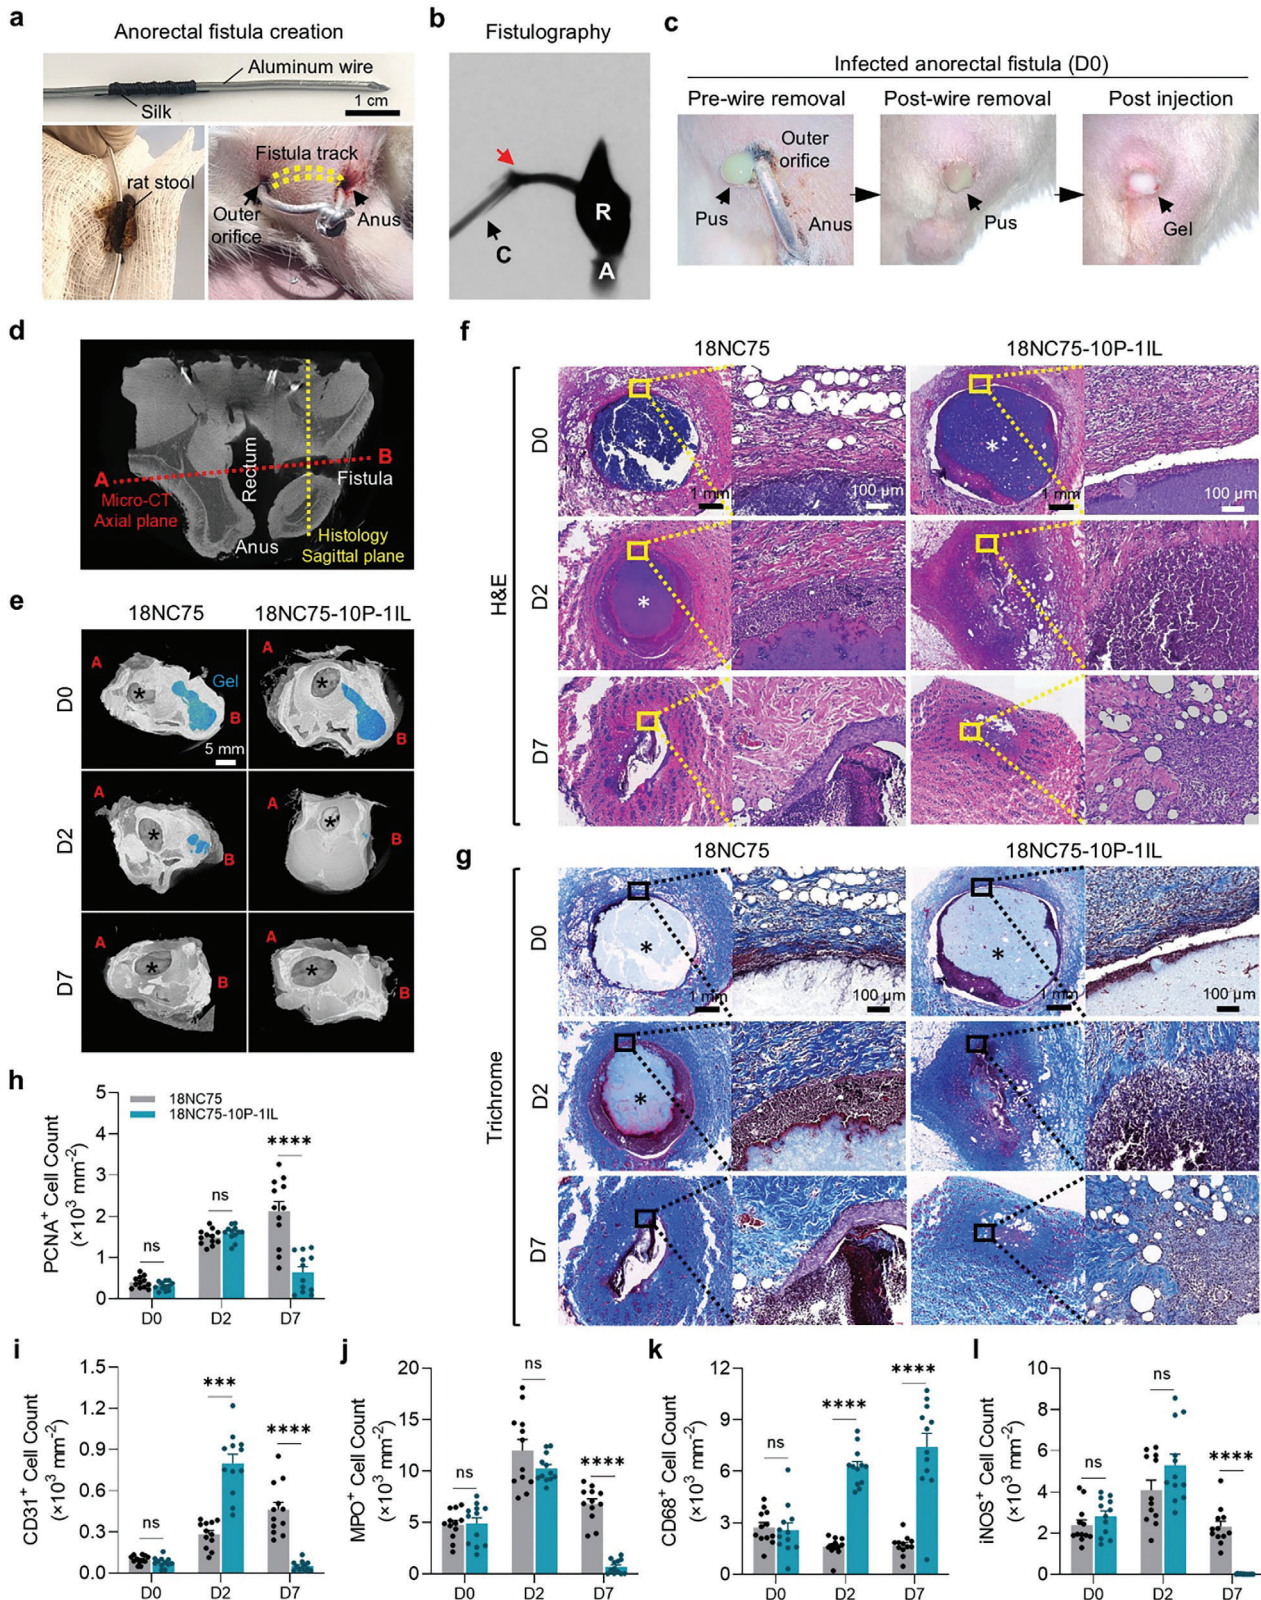 a
Anorectal fistula creation
Aluminum wire
Silk
1 cm
rat stool
Fistula track
Outer
orifice
Anus
b
Fistulography
R
C
A
c
Infected anorectal fistula (D0)
Pre-wire removal
Post-wire removal
Post injection
Outer
orifice
Pus
Anus
Pus
Gel
d
Rectum
A
B
Micro-CT
Axial plane
Fistula
Anus
Histology
Sagittal plane
e
18NC75
18NC75-10P-1IL
D0
A
Gel
B
5 mm
*
A
B
*
D2
A
B
*
A
B
*
D7
A
B
*
A
B
*
f
18NC75
18NC75-10P-1IL
H&E
D0
*
1 mm
100 µm
*
1 mm
100 µm
D2
*
D7
g
18NC75
18NC75-10P-1IL
Trichrome
D0
*
1 mm
100 µm
*
1 mm
100 µm
D2
*
D7
h
PCNA⁺ Cell Count
(×10³ mm⁻²)
5
4
3
2
1
0
18NC75
18NC75-10P-1IL
ns
ns
****
D0
D2
D7
i
CD31⁺ Cell Count
(×10³ mm⁻²)
1.5
1.2
0.9
0.6
0.3
0.0
ns
***
****
D0
D2
D7
j
MPO⁺ Cell Count
(×10³ mm⁻²)
20
15
10
5
0
ns
ns
****
D0
D2
D7
k
CD68⁺ Cell Count
(×10³ mm⁻²)
12
9
6
3
0
ns
****
****
D0
D2
D7
l
iNOS⁺ Cell Count
(×10³ mm⁻²)
10
8
6
4
2
0
ns
ns
****
D0
D2
D7